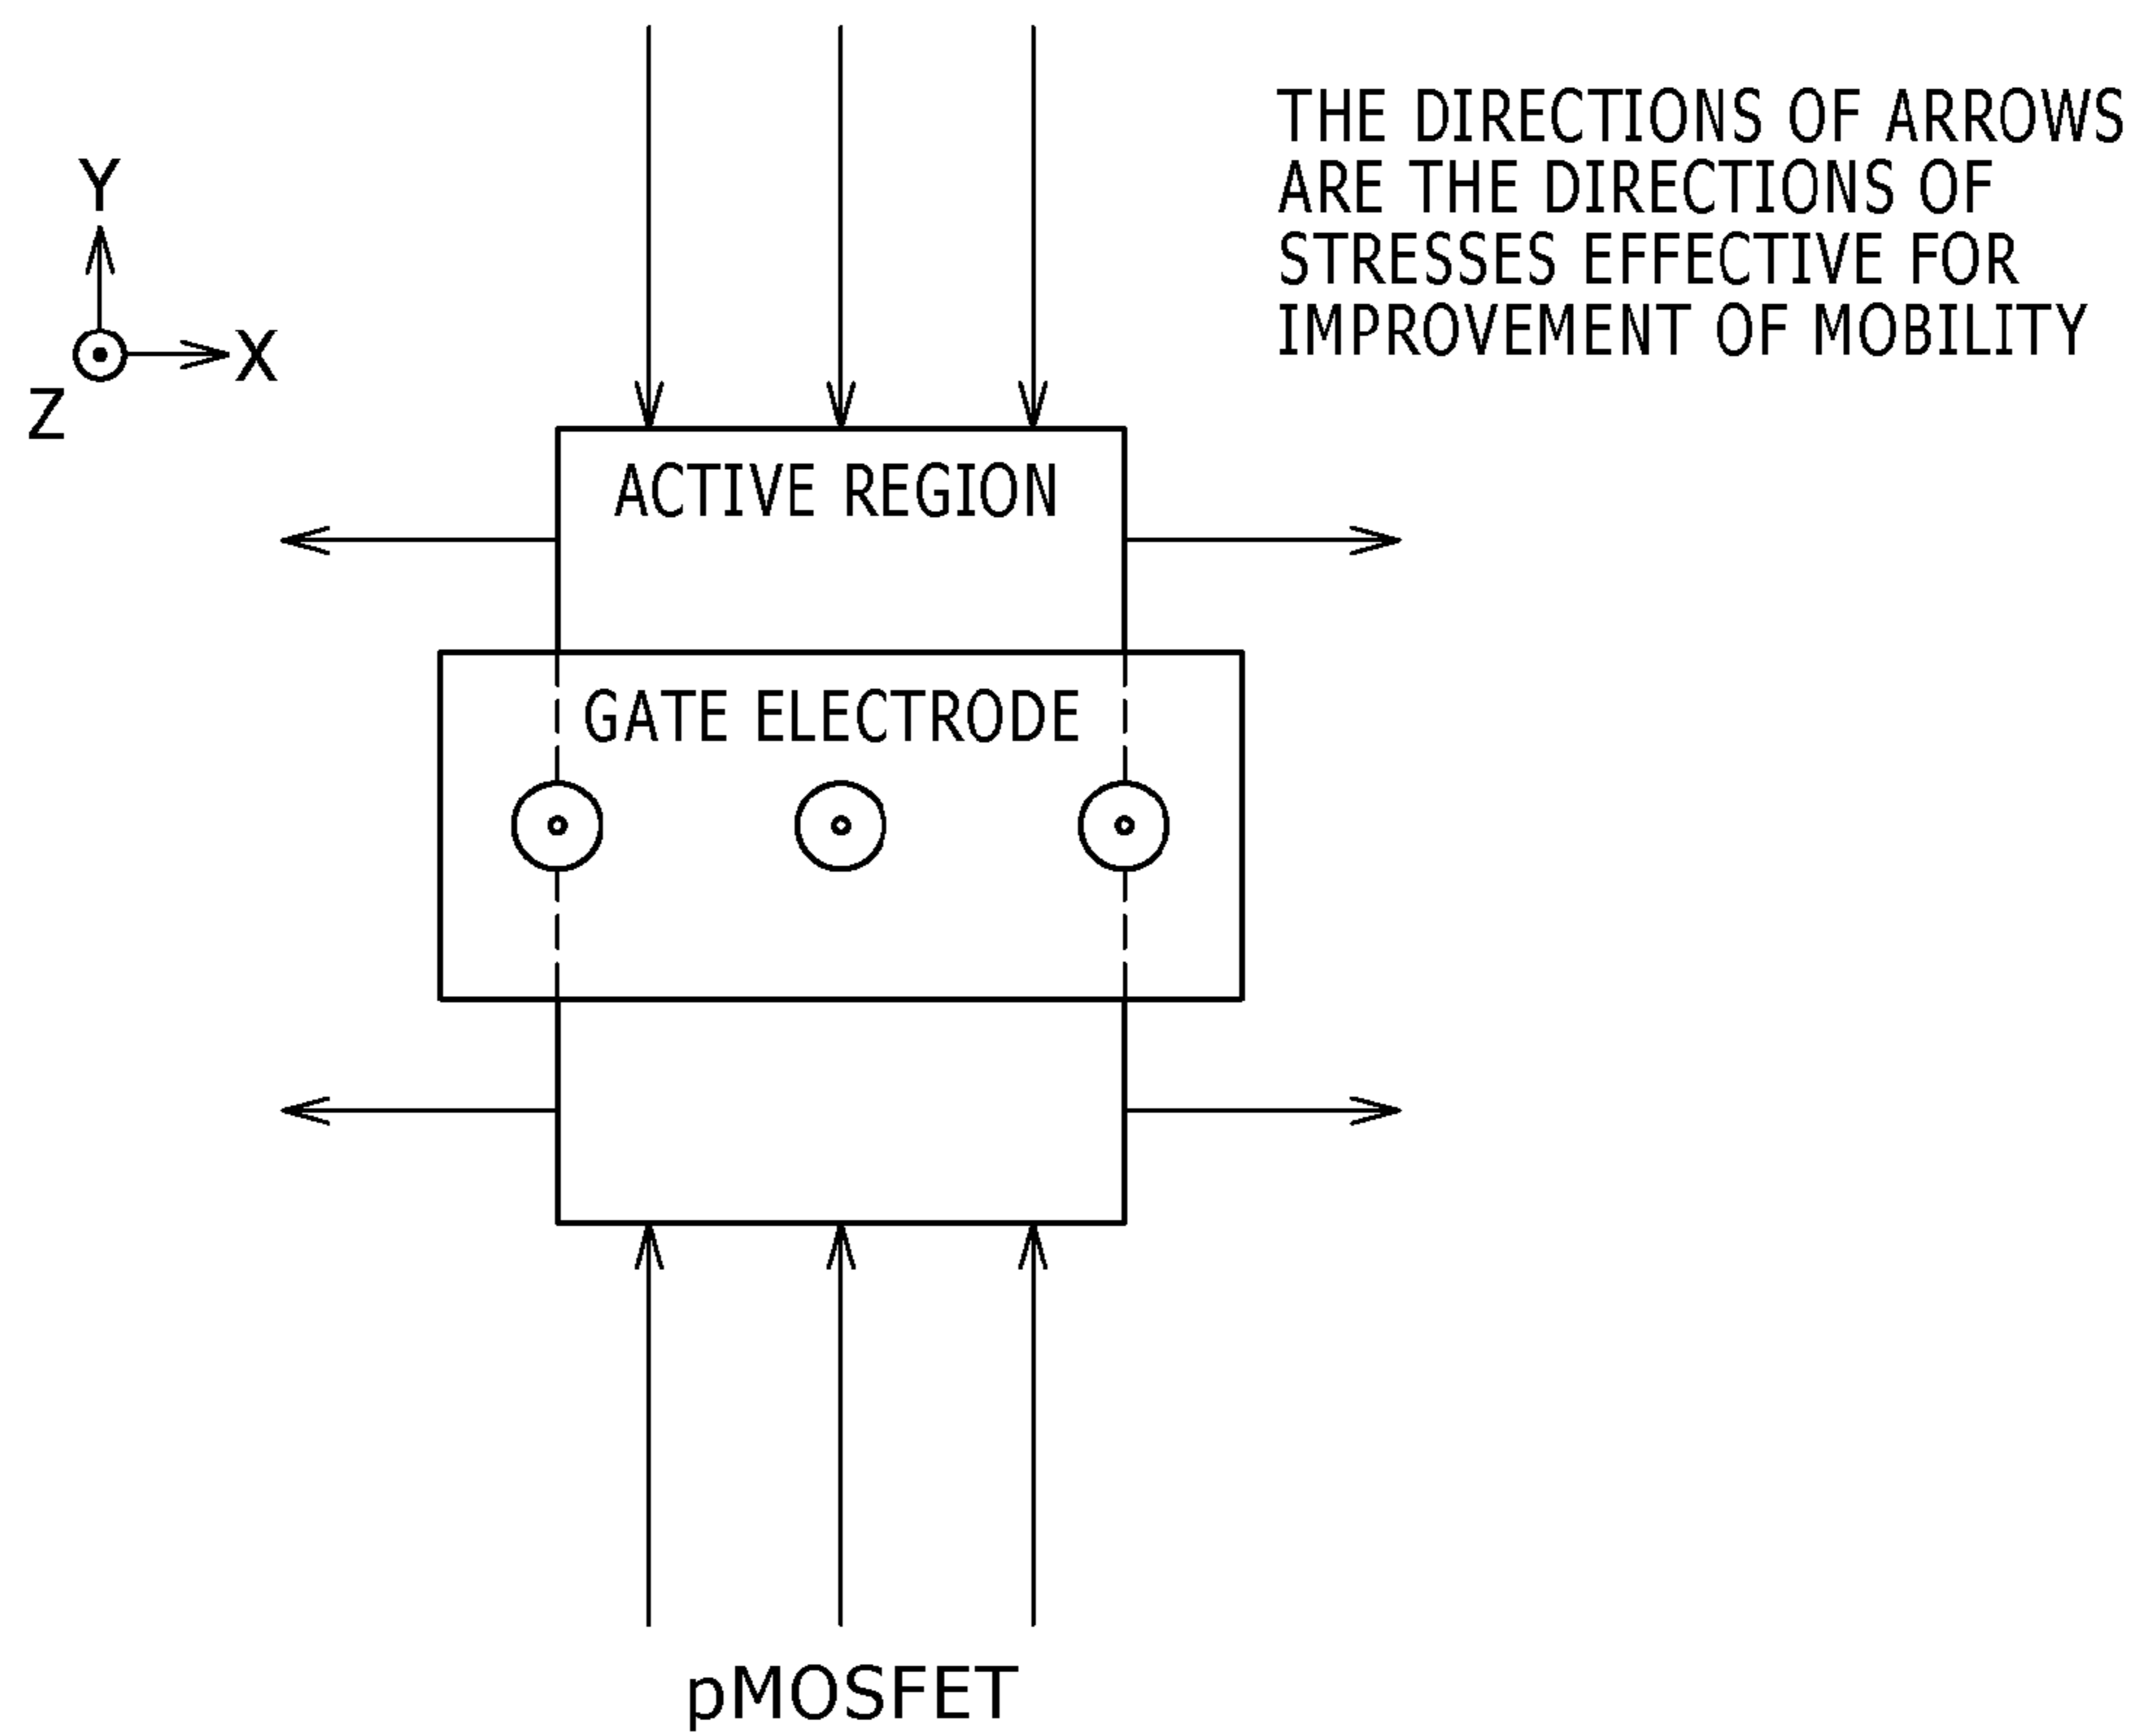 THE DIRECTIONS OF ARROWS
ARE THE DIRECTIONS OF
STRESSES EFFECTIVE FOR
IMPROVEMENT OF MOBILITY
Y
X
Z
ACTIVE REGION
GATE ELECTRODE
pMOSFET